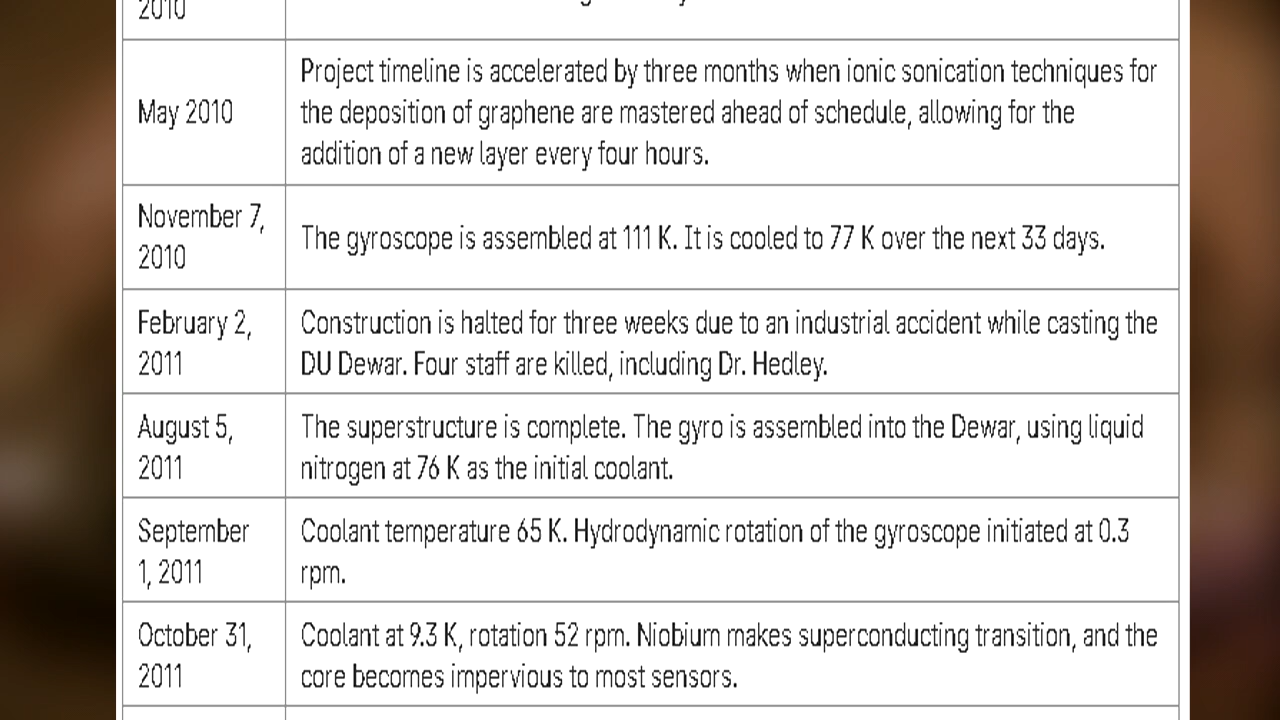 2010
May 2010
Project timeline is accelerated by three months when ionic sonication techniques for
the deposition of graphene are mastered ahead of schedule, allowing for the
addition of a new layer every four hours.
November 7,
2010
The gyroscope is assembled at 111 K. It is cooled to 77 K over the next 33 days.
February 2,
2011
Construction is halted for three weeks due to an industrial accident while casting the
DU Dewar. Four staff are killed, including Dr. Hedley.
August 5,
2011
The superstructure is complete. The gyro is assembled into the Dewar, using liquid
nitrogen at 76 K as the initial coolant.
September
1, 2011
Coolant temperature 65 K. Hydrodynamic rotation of the gyroscope initiated at 0.3
rpm.
October 31,
2011
Coolant at 9.3 K, rotation 52 rpm. Niobium makes superconducting transition, and the
core becomes impervious to most sensors.